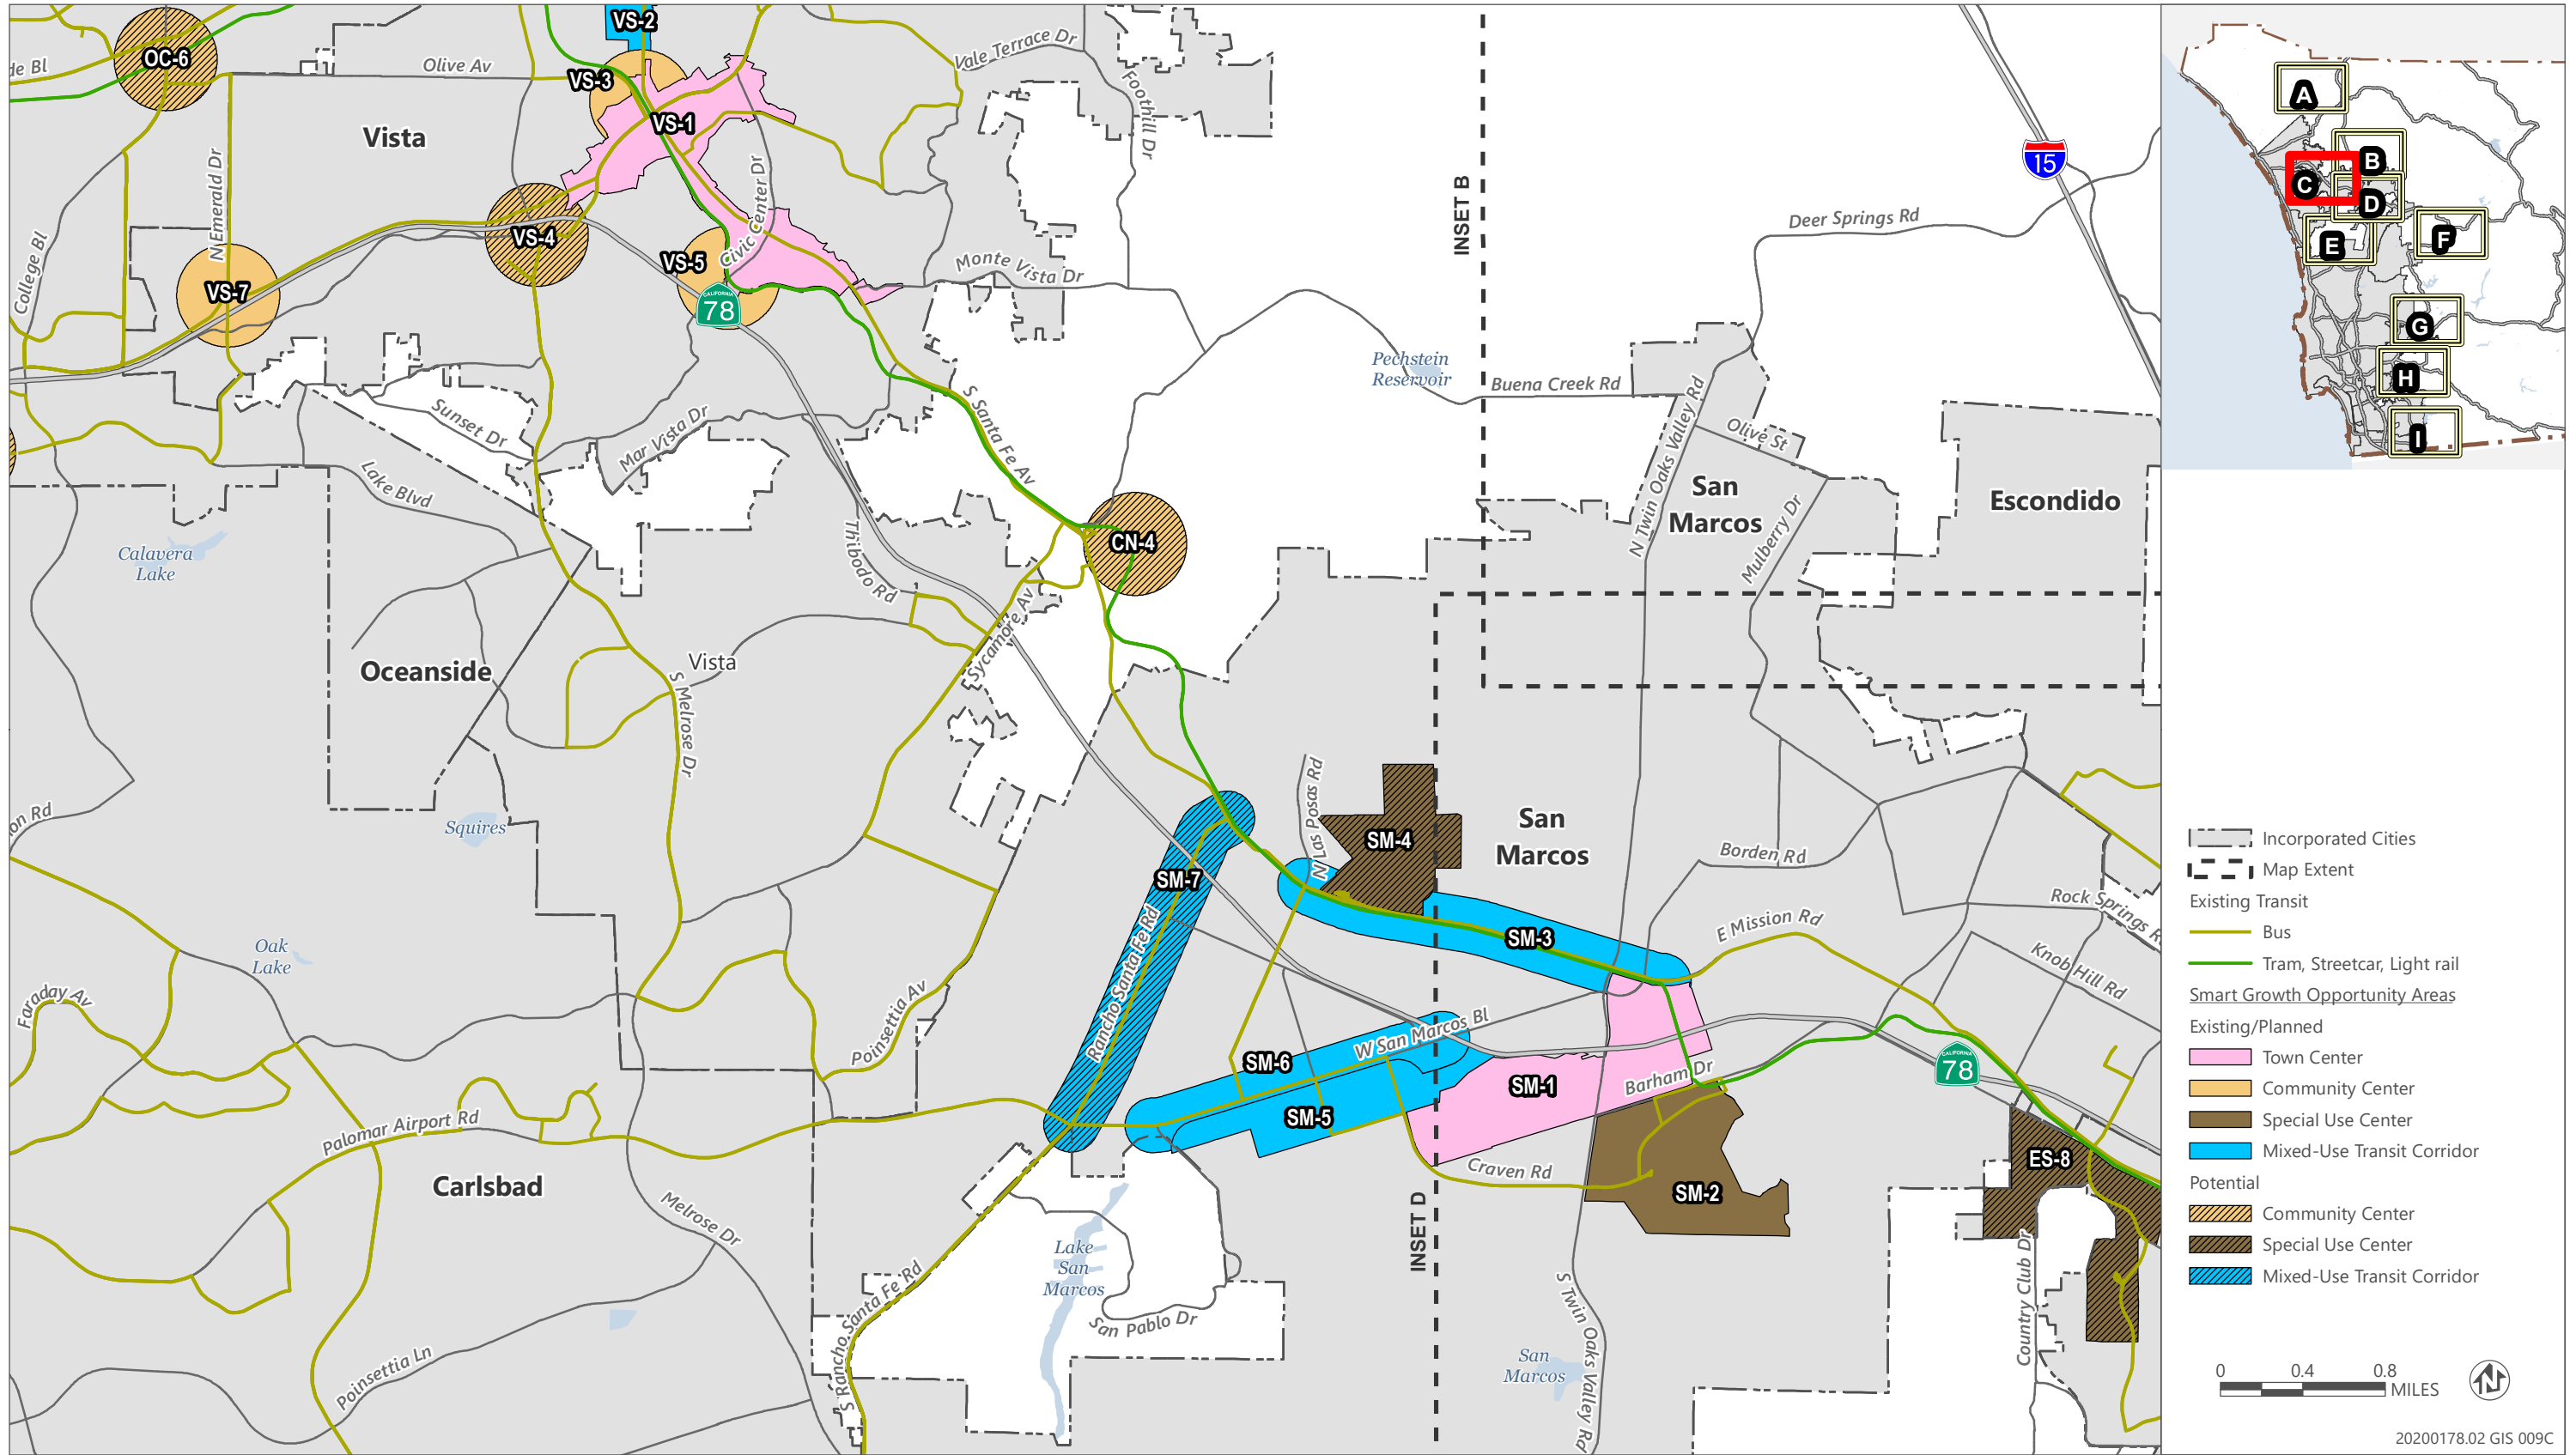 OC-6
VS-2
de Bl
Olive Av
VS-3
Vale Terrace Dr
Foothill Dr
Vista
VS-1
College Bl
N Emerald Dr
Civic Center Dr
VS-4
VS-5
VS-7
CALIFORNIA
78
Monte Vista Dr
INSET B
15
Deer Springs Rd
Pechstein
Reservoir
Buena Creek Rd
N Twin Oaks Valley Rd
Olive St
San
Marcos
Mulberry Dr
Escondido
Sunset Dr
Mar Vista Dr
S Santa Fe Av
Lake Blvd
Thibodo Rd
CN-4
Calavera
Lake
Sycamore Av
Oceanside
Vista
S Melrose Dr
Squires
on Rd
N Las Posas Rd
SM-4
San
Marcos
SM-7
Borden Rd
Rock Springs R
SM-3
E Mission Rd
Knob Hill Rd
Oak
Lake
Faraday Av
Rancho Santa Fe Rd
Poinsettia Av
W San Marcos Bl
SM-6
SM-1
Barham Dr
CALIFORNIA
78
SM-5
Palomar Airport Rd
Craven Rd
ES-8
Carlsbad
SM-2
Melrose Dr
INSET D
Lake
San
Marcos
S Rancho Santa Fe Rd
San Pablo Dr
Country Club Dr
S Twin Oaks Valley Rd
San
Marcos
Poinsettia Ln
A
B
C
D
E
F
G
H
I
Incorporated Cities
Map Extent
Existing Transit
Bus
Tram, Streetcar, Light rail
Smart Growth Opportunity Areas
Existing/Planned
Town Center
Community Center
Special Use Center
Mixed-Use Transit Corridor
Potential
Community Center
Special Use Center
Mixed-Use Transit Corridor
0 0.4 0.8
MILES
N
20200178.02 GIS 009C